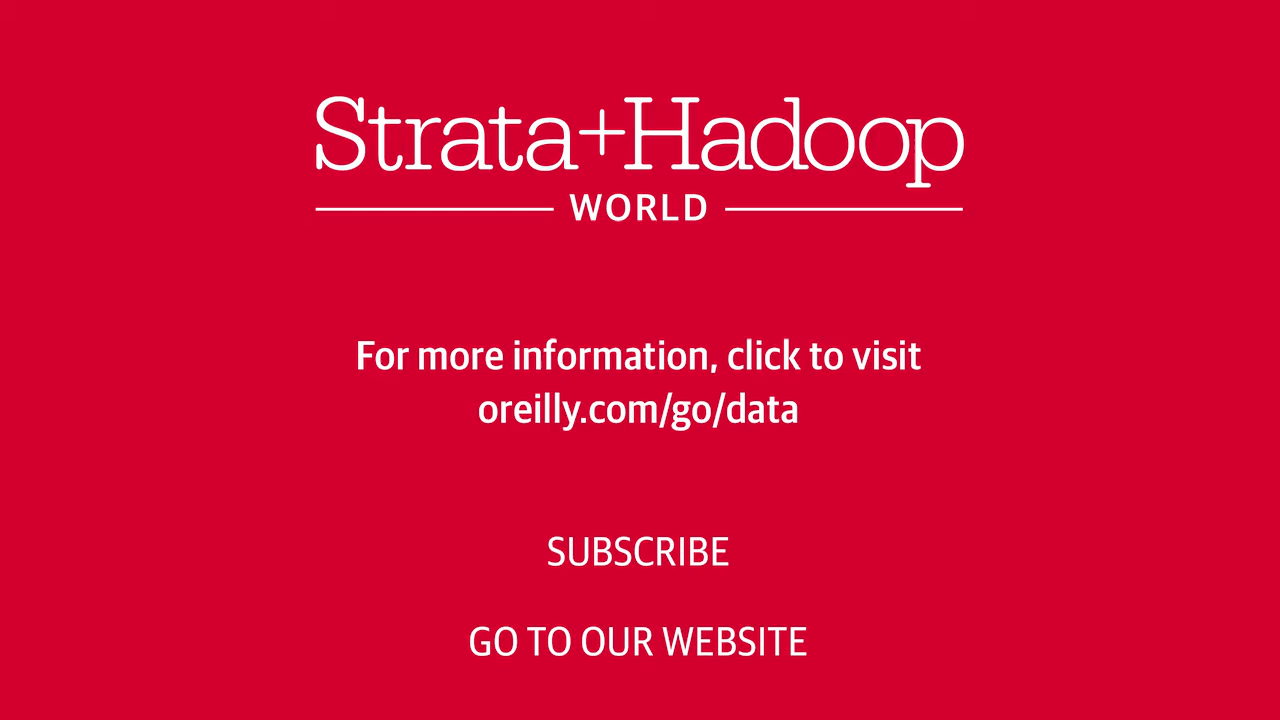 Strata+Hadoop
WORLD
For more information, click to visit
oreilly.com/go/data
SUBSCRIBE
GO TO OUR WEBSITE